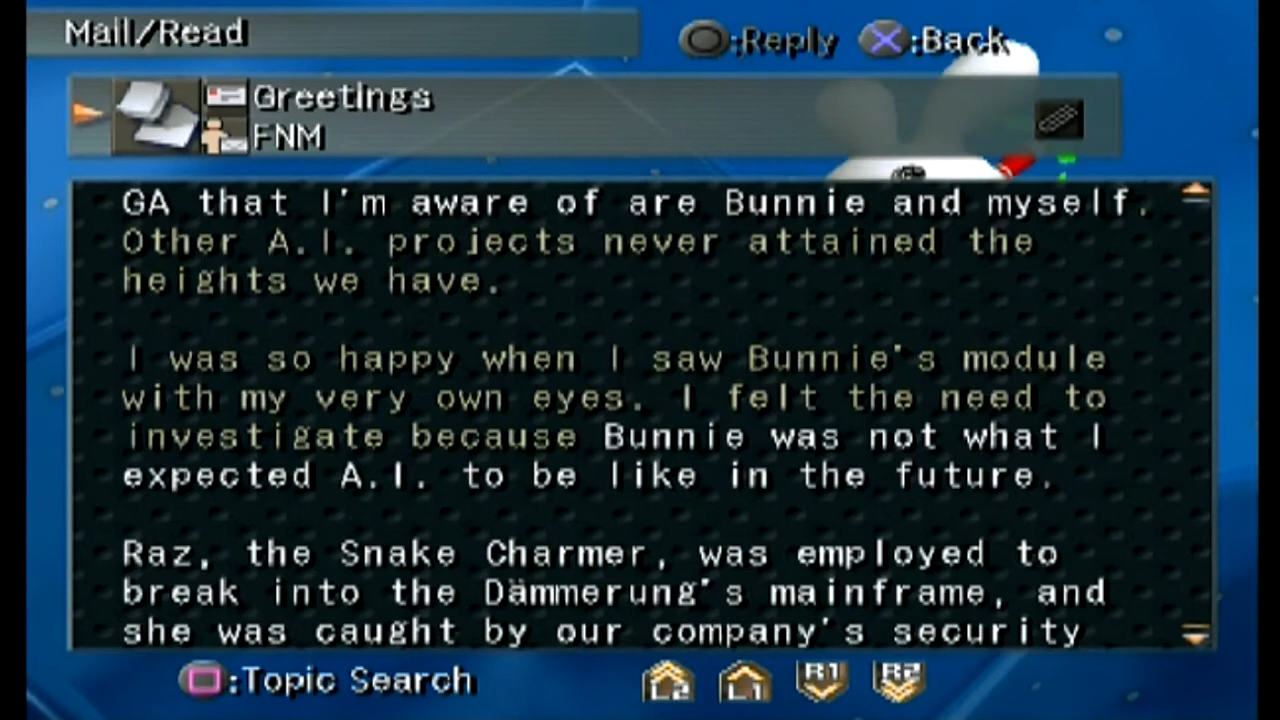 Mail/Read
:Reply
:Back
Greetings
FNM
GA that I'm aware of are Bunnie and myself.
Other A.I. projects never attained the
heights we have.
I was so happy when I saw Bunnie's module
with my very own eyes. I felt the need to
investigate because Bunnie was not what I
expected A.I. to be like in the future.
Raz, the Snake Charmer, was employed to
break into the Dämmerung's mainframe, and
she was caught by our company's security
:Topic Search
L2 L1 R1 R2